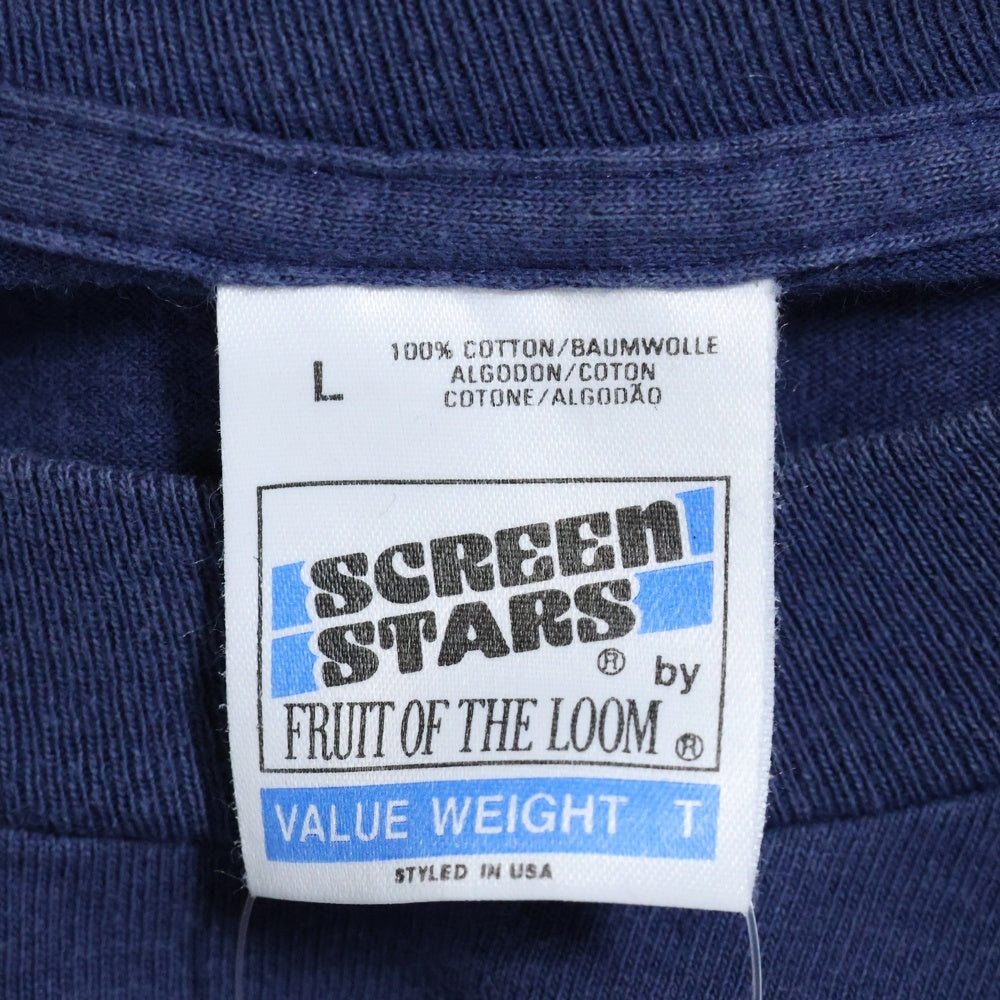 L
100% COTTON/BAUMWOLLE
ALGODON/COTON
COTONE/ALGODÃO
SCREEN
STARS ® by
FRUIT OF THE LOOM ®
VALUE WEIGHT T
STYLED IN USA